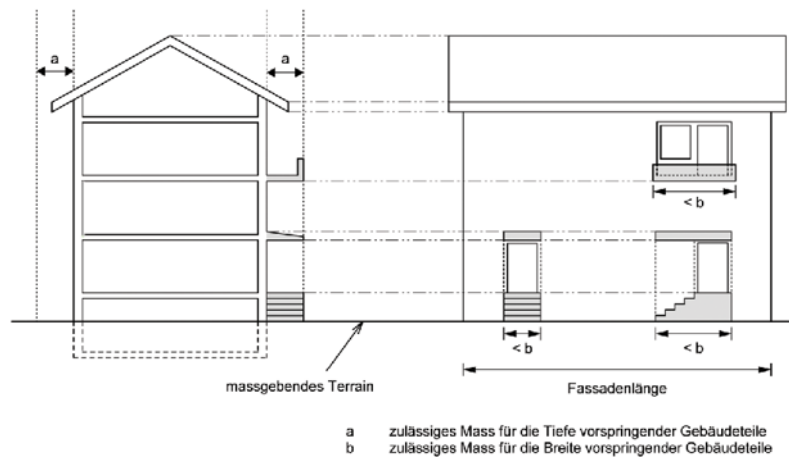 a
a
< b
< b
< b
massgebendes Terrain
Fassadenlänge
a zulässiges Mass für die Tiefe vorspringender Gebäudeteile
b zulässiges Mass für die Breite vorspringender Gebäudeteile